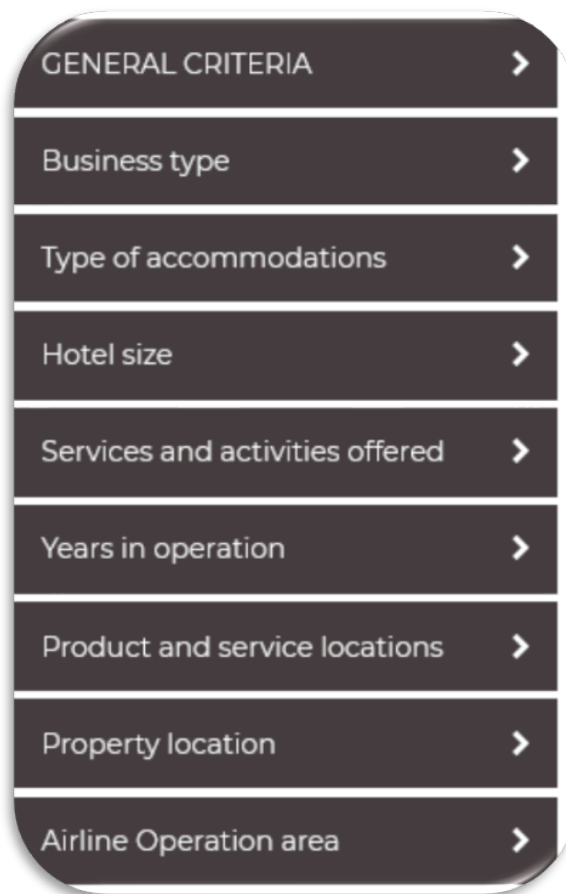 GENERAL CRITERIA
Business type
Type of accommodations
Hotel size
Services and activities offered
Years in operation
Product and service locations
Property location
Airline Operation area